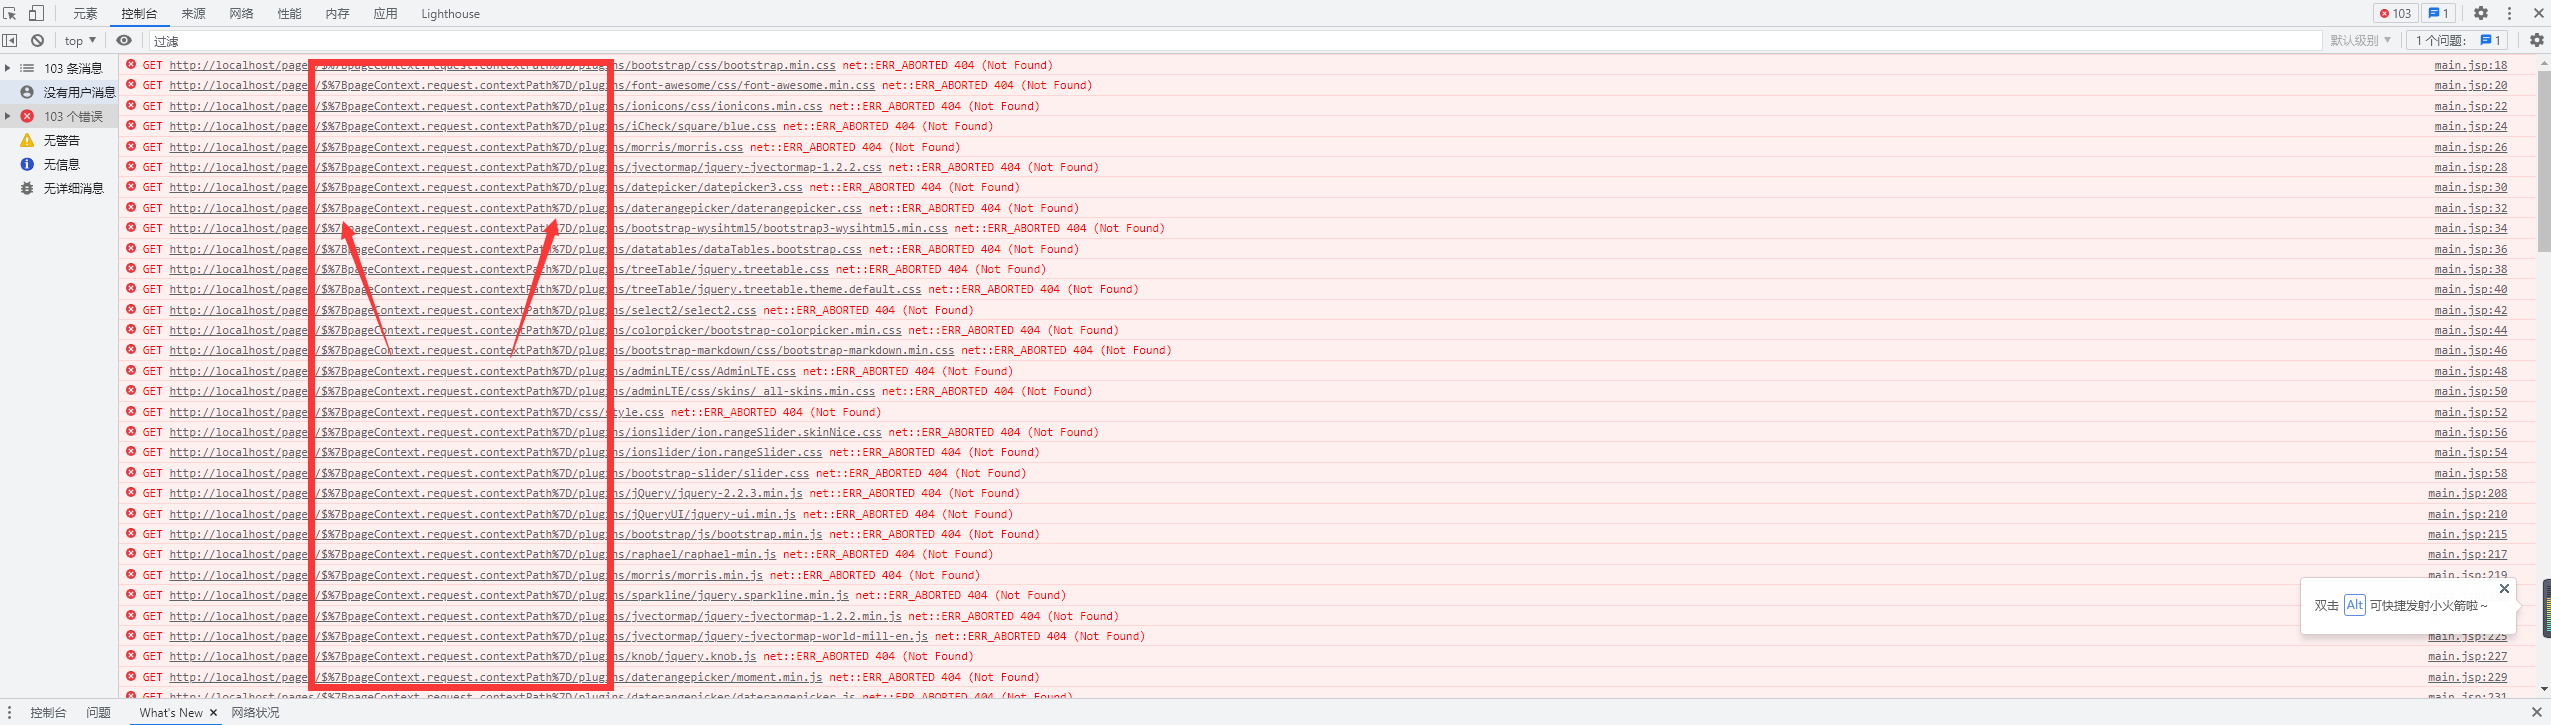 元素 控制台 来源 网络 性能 内存 应用 Lighthouse 103 1
top 过滤 默认级别 1 个问题: 1
103 条消息
没有用户消息
103 个错误
无警告
无信息
无详细消息
GET http://localhost/pages/$%7BpageContext.request.contextPath%7D/plugins/bootstrap/css/bootstrap.min.css net::ERR_ABORTED 404 (Not Found) main.jsp:18
GET http://localhost/pages/$%7BpageContext.request.contextPath%7D/plugins/font-awesome/css/font-awesome.min.css net::ERR_ABORTED 404 (Not Found) main.jsp:20
GET http://localhost/pages/$%7BpageContext.request.contextPath%7D/plugins/ionicons/css/ionicons.min.css net::ERR_ABORTED 404 (Not Found) main.jsp:22
GET http://localhost/pages/$%7BpageContext.request.contextPath%7D/plugins/iCheck/square/blue.css net::ERR_ABORTED 404 (Not Found) main.jsp:24
GET http://localhost/pages/$%7BpageContext.request.contextPath%7D/plugins/morris/morris.css net::ERR_ABORTED 404 (Not Found) main.jsp:26
GET http://localhost/pages/$%7BpageContext.request.contextPath%7D/plugins/jvectormap/jquery-jvectormap-1.2.2.css net::ERR_ABORTED 404 (Not Found) main.jsp:28
GET http://localhost/pages/$%7BpageContext.request.contextPath%7D/plugins/datepicker/datepicker3.css net::ERR_ABORTED 404 (Not Found) main.jsp:30
GET http://localhost/pages/$%7BpageContext.request.contextPath%7D/plugins/daterangepicker/daterangepicker.css net::ERR_ABORTED 404 (Not Found) main.jsp:32
GET http://localhost/pages/$%7BpageContext.request.contextPath%7D/plugins/bootstrap-wysihtml5/bootstrap3-wysihtml5.min.css net::ERR_ABORTED 404 (Not Found) main.jsp:34
GET http://localhost/pages/$%7BpageContext.request.contextPath%7D/plugins/datatables/dataTables.bootstrap.css net::ERR_ABORTED 404 (Not Found) main.jsp:36
GET http://localhost/pages/$%7BpageContext.request.contextPath%7D/plugins/treeTable/jquery.treetable.css net::ERR_ABORTED 404 (Not Found) main.jsp:38
GET http://localhost/pages/$%7BpageContext.request.contextPath%7D/plugins/treeTable/jquery.treetable.theme.default.css net::ERR_ABORTED 404 (Not Found) main.jsp:40
GET http://localhost/pages/$%7BpageContext.request.contextPath%7D/plugins/select2/select2.css net::ERR_ABORTED 404 (Not Found) main.jsp:42
GET http://localhost/pages/$%7BpageContext.request.contextPath%7D/plugins/colorpicker/bootstrap-colorpicker.min.css net::ERR_ABORTED 404 (Not Found) main.jsp:44
GET http://localhost/pages/$%7BpageContext.request.contextPath%7D/plugins/bootstrap-markdown/css/bootstrap-markdown.min.css net::ERR_ABORTED 404 (Not Found) main.jsp:46
GET http://localhost/pages/$%7BpageContext.request.contextPath%7D/plugins/adminLTE/css/AdminLTE.css net::ERR_ABORTED 404 (Not Found) main.jsp:48
GET http://localhost/pages/$%7BpageContext.request.contextPath%7D/plugins/adminLTE/css/skins/_all-skins.min.css net::ERR_ABORTED 404 (Not Found) main.jsp:50
GET http://localhost/pages/$%7BpageContext.request.contextPath%7D/css/style.css net::ERR_ABORTED 404 (Not Found) main.jsp:52
GET http://localhost/pages/$%7BpageContext.request.contextPath%7D/plugins/ionslider/ion.rangeSlider.skinNice.css net::ERR_ABORTED 404 (Not Found) main.jsp:56
GET http://localhost/pages/$%7BpageContext.request.contextPath%7D/plugins/ionslider/ion.rangeSlider.css net::ERR_ABORTED 404 (Not Found) main.jsp:54
GET http://localhost/pages/$%7BpageContext.request.contextPath%7D/plugins/bootstrap-slider/slider.css net::ERR_ABORTED 404 (Not Found) main.jsp:58
GET http://localhost/pages/$%7BpageContext.request.contextPath%7D/plugins/jQuery/jquery-2.2.3.min.js net::ERR_ABORTED 404 (Not Found) main.jsp:208
GET http://localhost/pages/$%7BpageContext.request.contextPath%7D/plugins/jQueryUI/jquery-ui.min.js net::ERR_ABORTED 404 (Not Found) main.jsp:210
GET http://localhost/pages/$%7BpageContext.request.contextPath%7D/plugins/bootstrap/js/bootstrap.min.js net::ERR_ABORTED 404 (Not Found) main.jsp:215
GET http://localhost/pages/$%7BpageContext.request.contextPath%7D/plugins/raphael/raphael-min.js net::ERR_ABORTED 404 (Not Found) main.jsp:217
GET http://localhost/pages/$%7BpageContext.request.contextPath%7D/plugins/morris/morris.min.js net::ERR_ABORTED 404 (Not Found) main.jsp:219
GET http://localhost/pages/$%7BpageContext.request.contextPath%7D/plugins/sparkline/jquery.sparkline.min.js net::ERR_ABORTED 404 (Not Found)
双击 Alt 可快捷发射小火箭啦~
GET http://localhost/pages/$%7BpageContext.request.contextPath%7D/plugins/jvectormap/jquery-jvectormap-1.2.2.min.js net::ERR_ABORTED 404 (Not Found)
GET http://localhost/pages/$%7BpageContext.request.contextPath%7D/plugins/jvectormap/jquery-jvectormap-world-mill-en.js net::ERR_ABORTED 404 (Not Found) main.jsp:225
GET http://localhost/pages/$%7BpageContext.request.contextPath%7D/plugins/knob/jquery.knob.js net::ERR_ABORTED 404 (Not Found) main.jsp:227
GET http://localhost/pages/$%7BpageContext.request.contextPath%7D/plugins/daterangepicker/moment.min.js net::ERR_ABORTED 404 (Not Found) main.jsp:229
GET http://localhost/pages/$%7BpageContext.request.contextPath%7D/plugins/daterangepicker/daterangepicker.js net::ERR_ABORTED 404 (Not Found) main.jsp:231
控制台 问题 What's New 网络状况